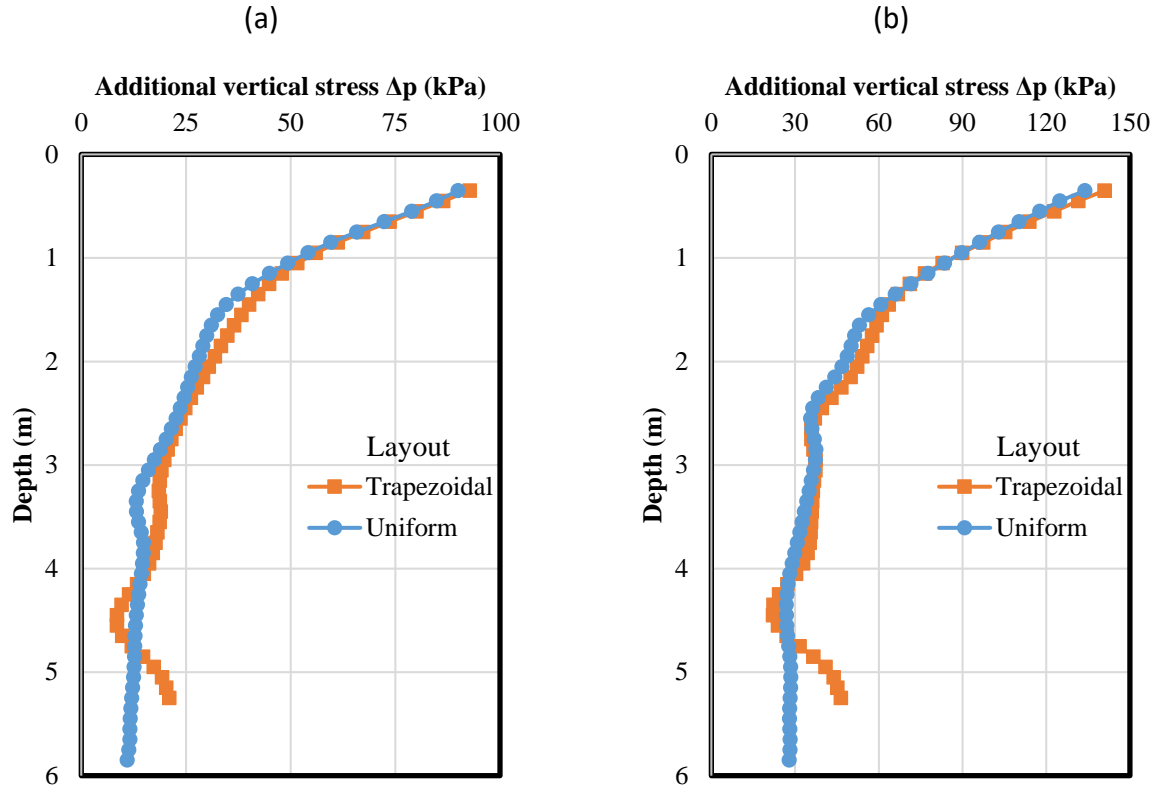 (a)
Additional vertical stress Δp (kPa)
0 25 50 75 100
0
1
2
3
4
5
6
Depth (m)
Layout
Trapezoidal
Uniform
(b)
Additional vertical stress Δp (kPa)
0 30 60 90 120 150
0
1
2
3
4
5
6
Depth (m)
Layout
Trapezoidal
Uniform